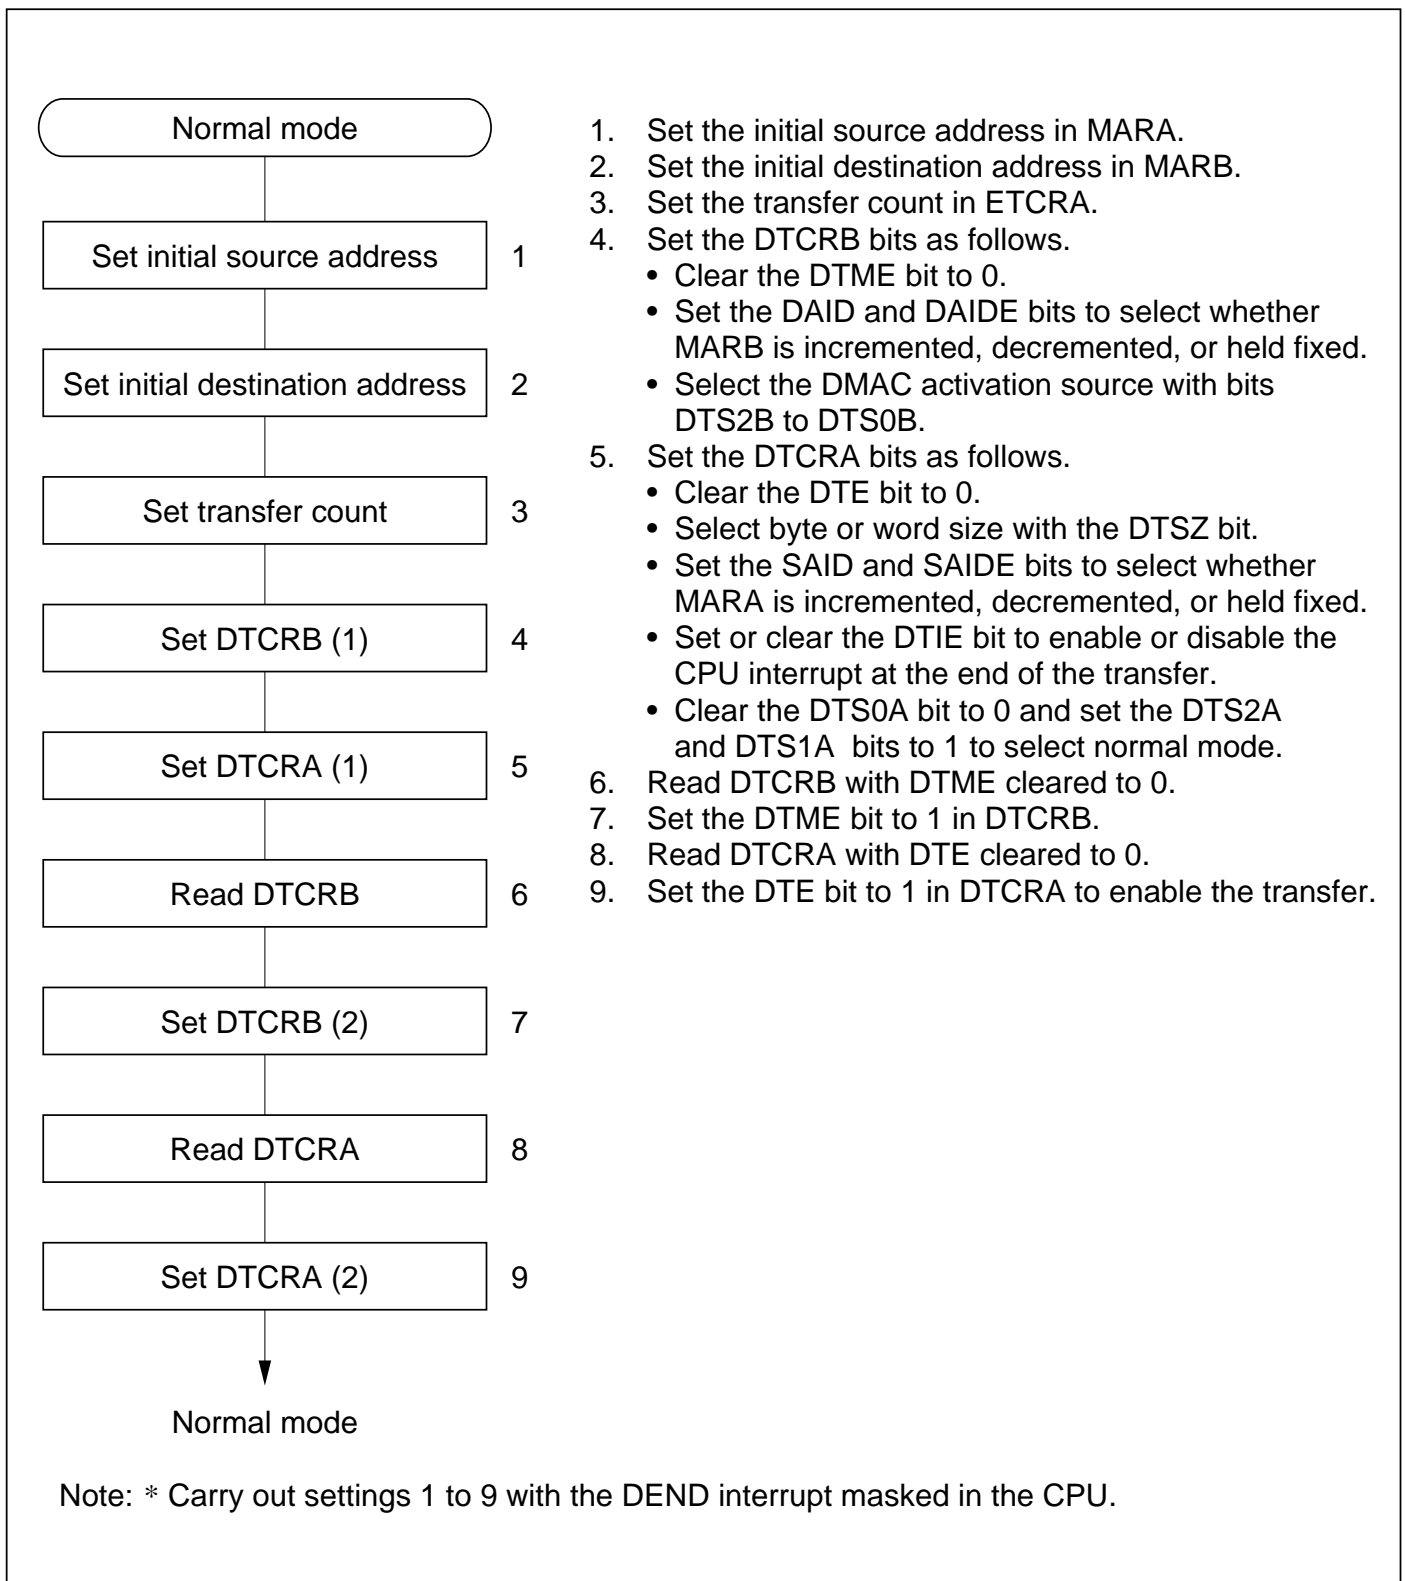 Normal mode
Set initial source address 1
Set initial destination address 2
Set transfer count 3
Set DTCRB (1) 4
Set DTCRA (1) 5
Read DTCRB 6
Set DTCRB (2) 7
Read DTCRA 8
Set DTCRA (2) 9
Normal mode
1. Set the initial source address in MARA.
2. Set the initial destination address in MARB.
3. Set the transfer count in ETCRA.
4. Set the DTCRB bits as follows.
• Clear the DTME bit to 0.
• Set the DAID and DAIDE bits to select whether
MARB is incremented, decremented, or held fixed.
• Select the DMAC activation source with bits
DTS2B to DTS0B.
5. Set the DTCRA bits as follows.
• Clear the DTE bit to 0.
• Select byte or word size with the DTSZ bit.
• Set the SAID and SAIDE bits to select whether
MARA is incremented, decremented, or held fixed.
• Set or clear the DTIE bit to enable or disable the
CPU interrupt at the end of the transfer.
• Clear the DTS0A bit to 0 and set the DTS2A
and DTS1A bits to 1 to select normal mode.
6. Read DTCRB with DTME cleared to 0.
7. Set the DTME bit to 1 in DTCRB.
8. Read DTCRA with DTE cleared to 0.
9. Set the DTE bit to 1 in DTCRA to enable the transfer.
Note: * Carry out settings 1 to 9 with the DEND interrupt masked in the CPU.